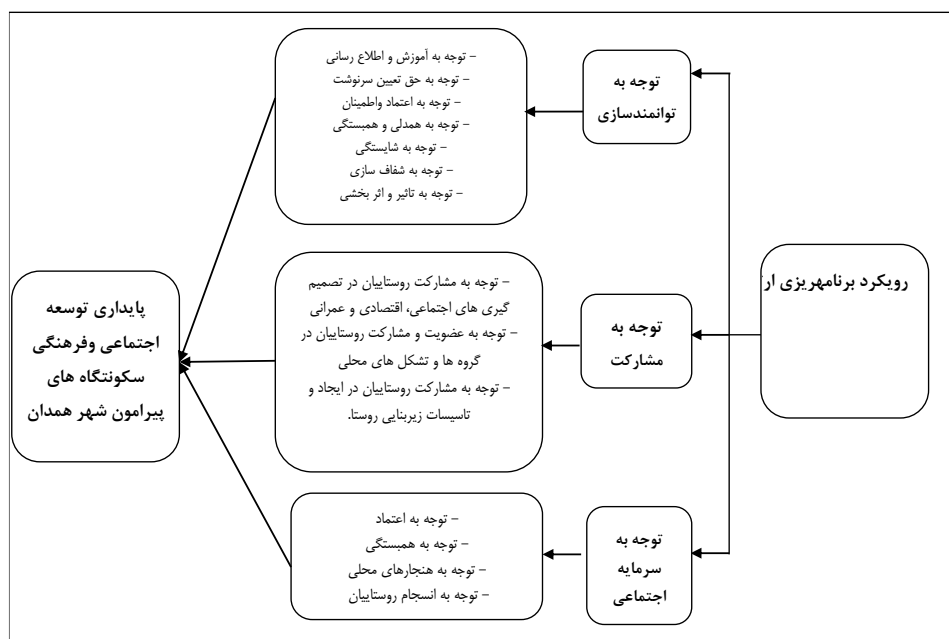 رویکرد برنامهریزی
توجه به
توانمندسازی
– توجه به آموزش و اطلاع رسانی
– توجه به حق تعیین سرنوشت
– توجه به اعتماد واطمینان
– توجه به همدلی و همبستگی
– توجه به شایستگی
– توجه به شفاف سازی
– توجه به تاثیر و اثر بخشی
توجه به
مشارکت
– توجه به مشارکت روستاییان در تصمیم
گیری های اجتماعی، اقتصادی و عمرانی
– توجه به عضویت و مشارکت روستاییان در
گروه ها و تشکل های محلی
– توجه به مشارکت روستاییان در ایجاد و
تاسیسات زیربنایی روستا.
توجه به
سرمایه
اجتماعی
– توجه به اعتماد
– توجه به همبستگی
– توجه به هنجارهای محلی
– توجه به انسجام روستاییان
پایداری توسعه
اجتماعی وفرهنگی
سکونتگاه های
پیرامون شهر همدان